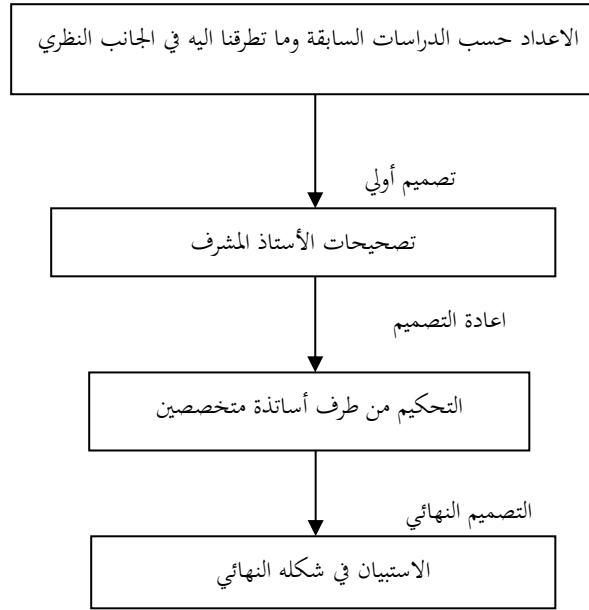 الاعداد حسب الدراسات السابقة وما تطرقنا اليه في الجانب النظري
تصميم أولي
تصحيحات الأستاذ المشرف
اعادة التصميم
التحكيم من طرف أساتذة متخصصين
التصميم النهائي
الاستبيان في شكله النهائي